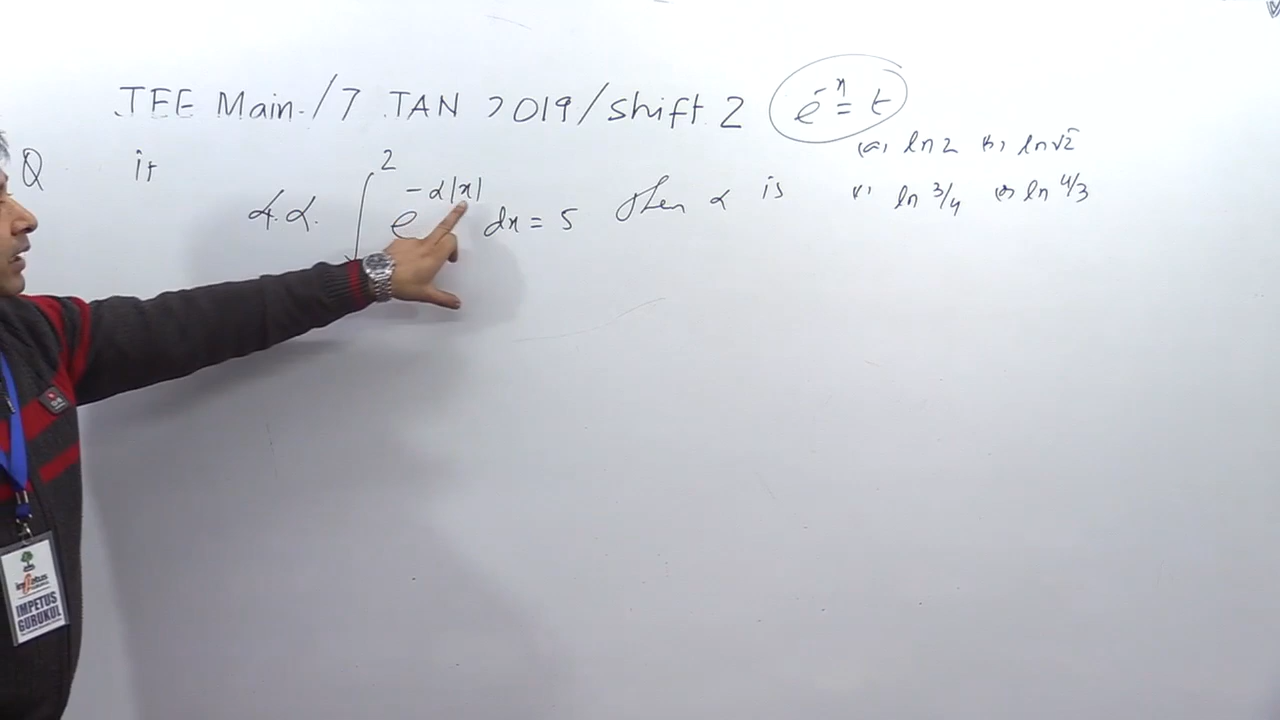 JEE Main. / 7 JAN 2019 / Shift 2 e⁻ˣ = t
Q if
4.α. ∫² e^(-α|x|) dx = 5 then α is
(a) ln 2 (b) ln √2
ln 3/4 ln 4/3
IMPETUS
GURUKUL